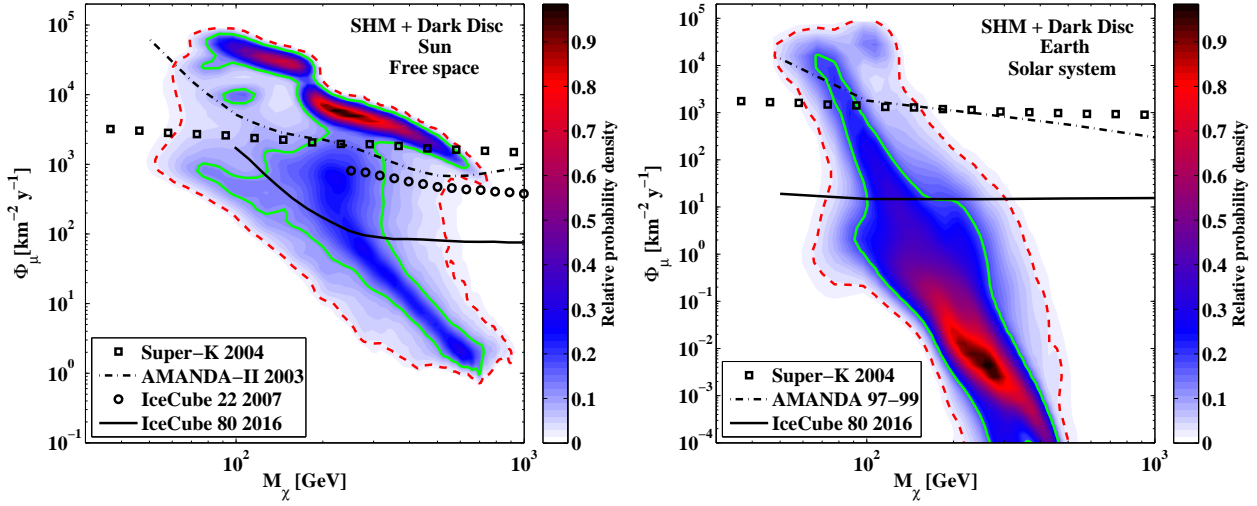 SHM + Dark Disc
Sun
Free space
10^5
10^4
10^3
10^2
10^1
10^0
10^−1
Φ_μ [km^−2 y^−1]
Super−K 2004
AMANDA−II 2003
IceCube 22 2007
IceCube 80 2016
10^2
10^3
M_χ [GeV]
0.9
0.8
0.7
0.6
0.5
0.4
0.3
0.2
0.1
0
Relative probability density
SHM + Dark Disc
Earth
Solar system
10^5
10^4
10^3
10^2
10^1
10^0
10^−1
10^−2
10^−3
10^−4
Φ_μ [km^−2 y^−1]
Super−K 2004
AMANDA 97−99
IceCube 80 2016
10^2
10^3
M_χ [GeV]
0.9
0.8
0.7
0.6
0.5
0.4
0.3
0.2
0.1
0
Relative probability density